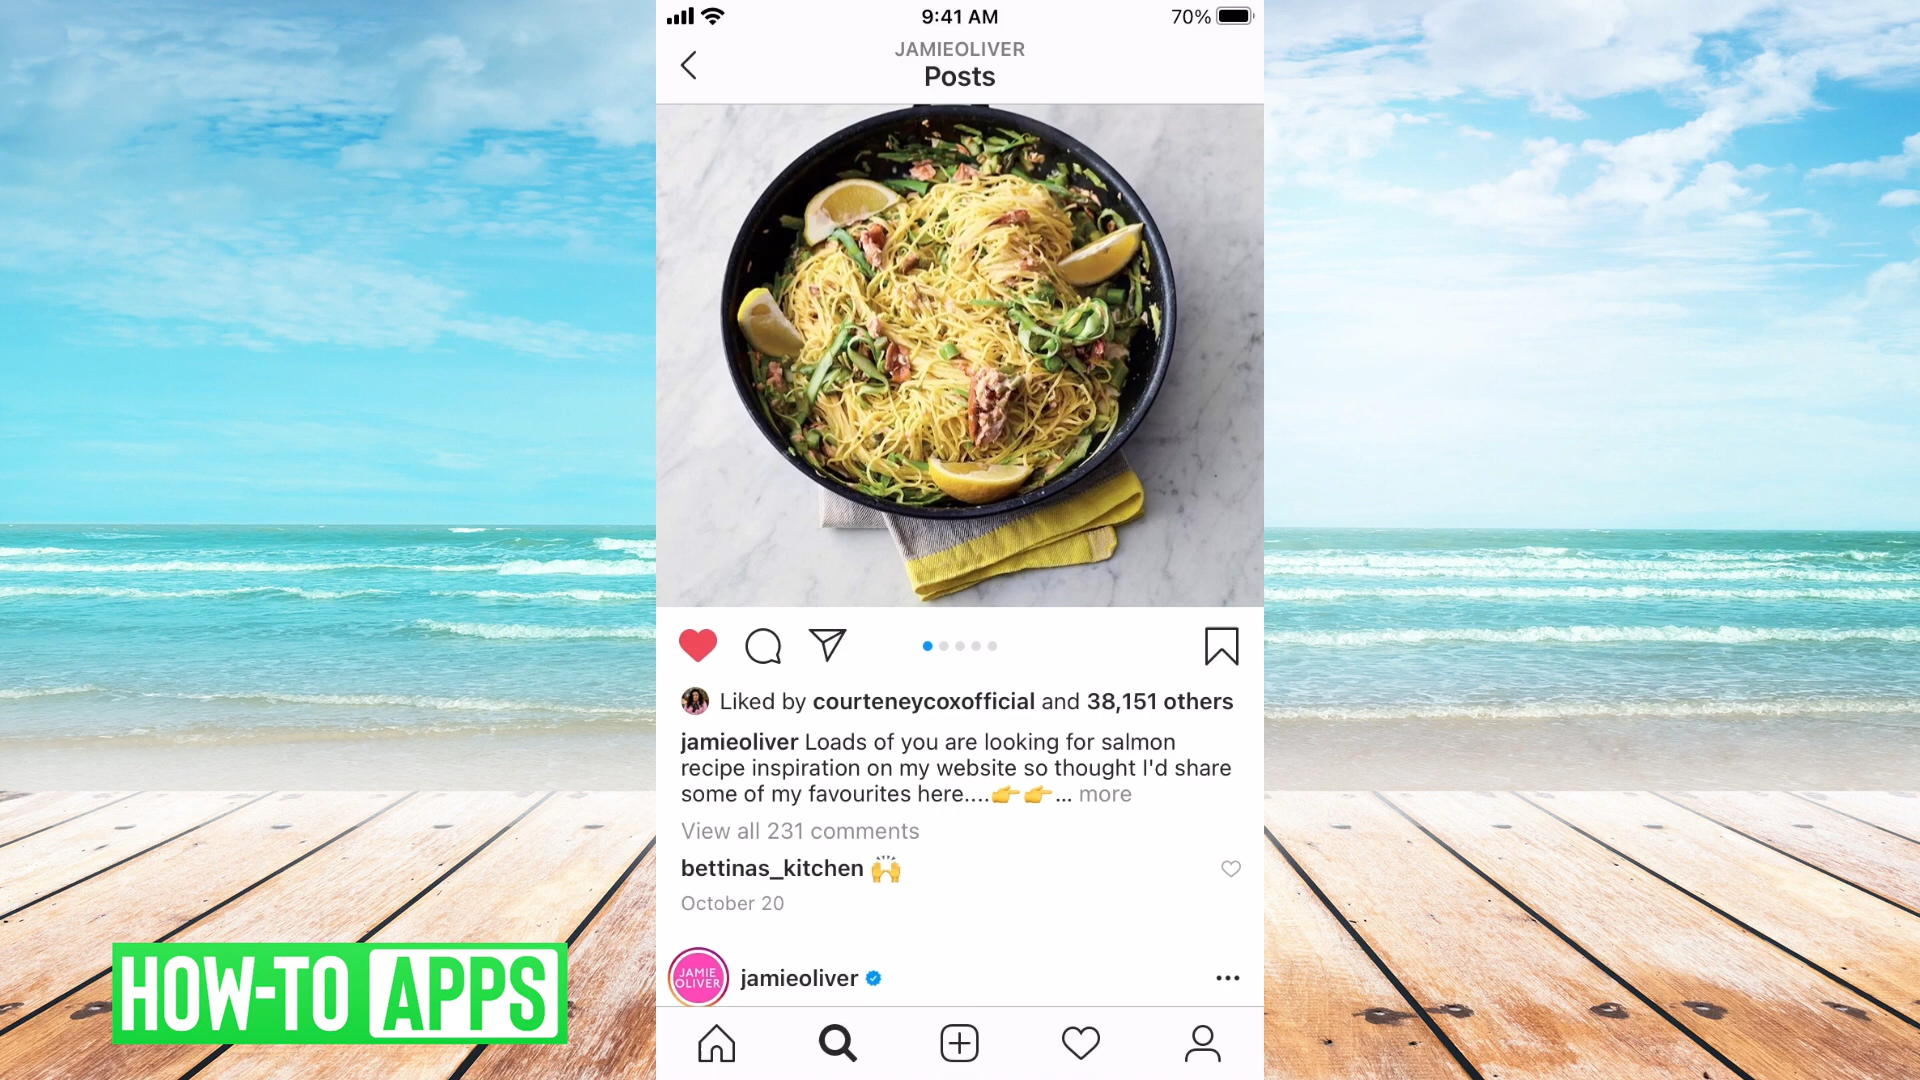 9:41 AM
70%
JAMIEOLIVER
Posts
Liked by courteneycoxofficial and 38,151 others
jamieoliver Loads of you are looking for salmon
recipe inspiration on my website so thought I'd share
some of my favourites here....👉👉... more
View all 231 comments
bettinas_kitchen 🙌
October 20
JAMIE
OLIVER
jamieoliver
HOW-TO APPS